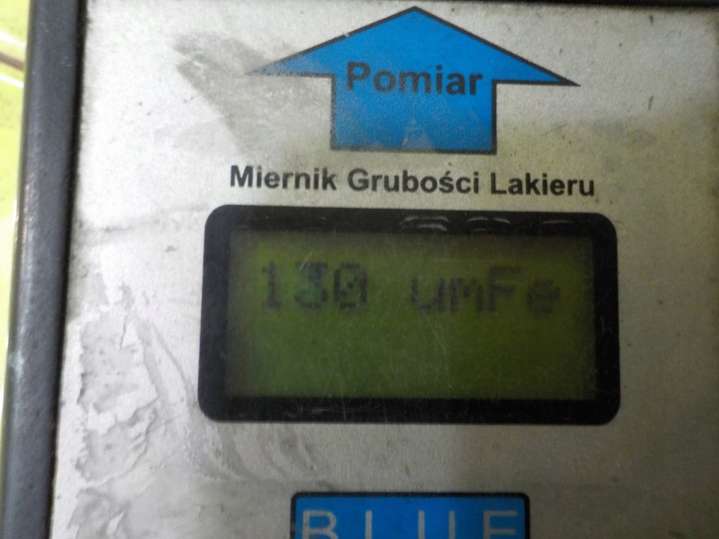 Pomiar
Miernik Grubości Lakieru
130 umFe
BLUE